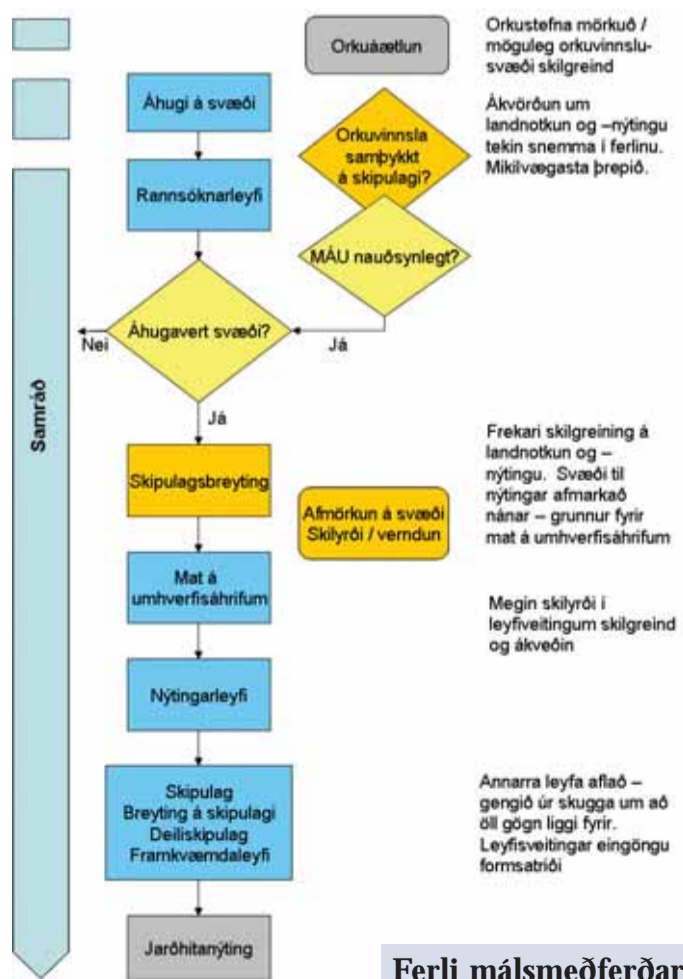 Orkuáætlun
Orkustefna mörkuð /
möguleg orkuvinnslu-
svæði skilgreind
Áhugi á svæði
Orkuvinnsla
samþykkt
á skipulagi?
Ákvörðun um
landnotkun og –nýtingu
tekin snemma í ferlinu.
Mikilvægasta þrepið.
Rannsóknarleyfi
MÁU nauðsynlegt?
Áhugavert svæði?
Nei
Já
Já
Samráð
Skipulagsbreyting
Afmörkun á svæði
Skilyrði / verndun
Frekari skilgreining á
landnotkun og –
nýtingu. Svæði til
nýtingar afmarkað
nánar – grunnur fyrir
mat á umhverfisáhrifum
Mat á
umhverfisáhrifum
Megin skilyrði í
leyfiveitingum skilgreind
og ákveðin
Nýtingarleyfi
Skipulag
Breyting á skipulagi
Deiliskipulag
Framkvæmdaleyfi
Annarra leyfa aflað –
gengið úr skugga um að
öll gögn liggi fyrir.
Leyfisveitingar eingöngu
formsatriði
Jarðhitanýting
Ferli málsmeðferðar